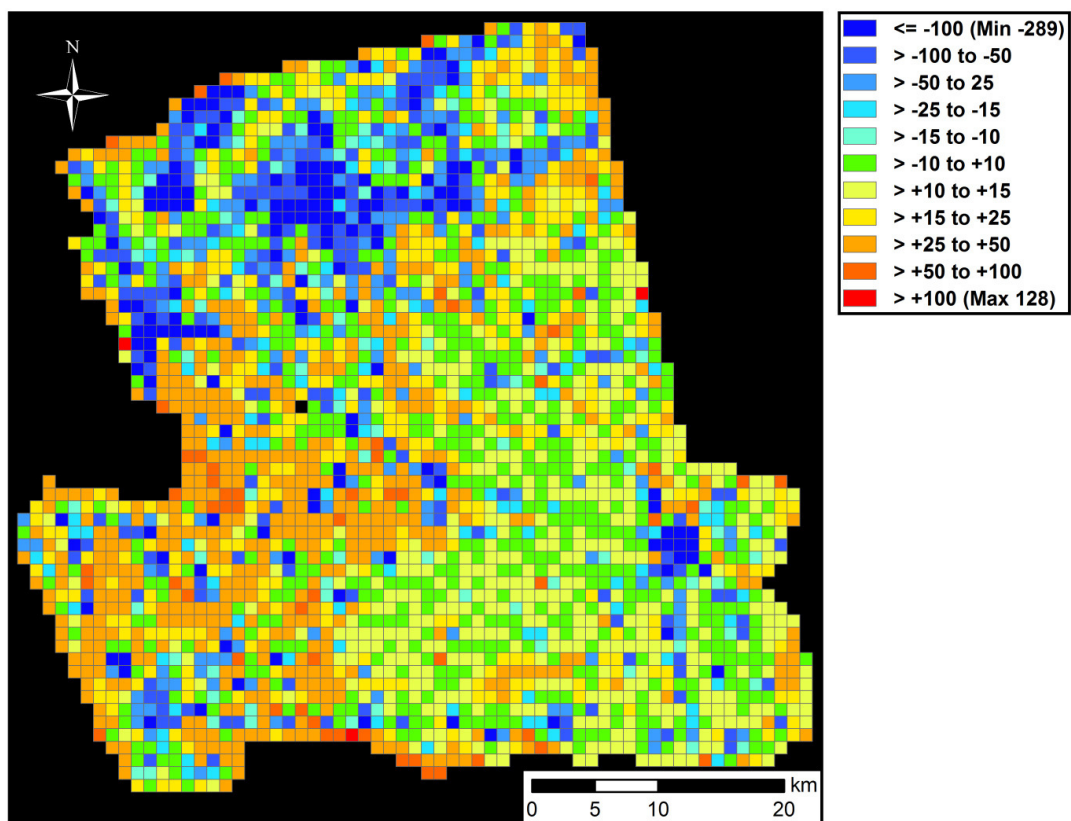 N
<= -100 (Min -289)
> -100 to -50
> -50 to 25
> -25 to -15
> -15 to -10
> -10 to +10
> +10 to +15
> +15 to +25
> +25 to +50
> +50 to +100
> +100 (Max 128)
km
0 5 10 20